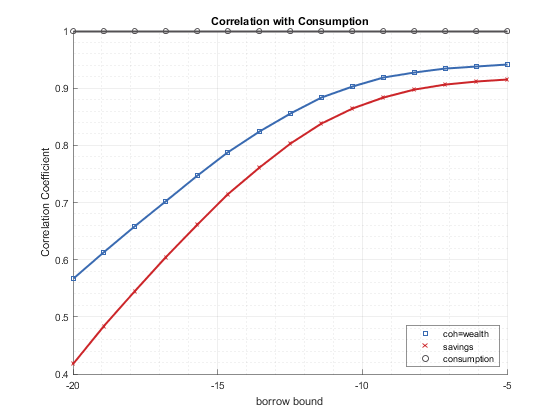 Correlation with Consumption
1
0.9
0.8
0.7
0.6
0.5
0.4
Correlation Coefficient
-20
-15
-10
-5
borrow bound
coh=wealth
savings
consumption